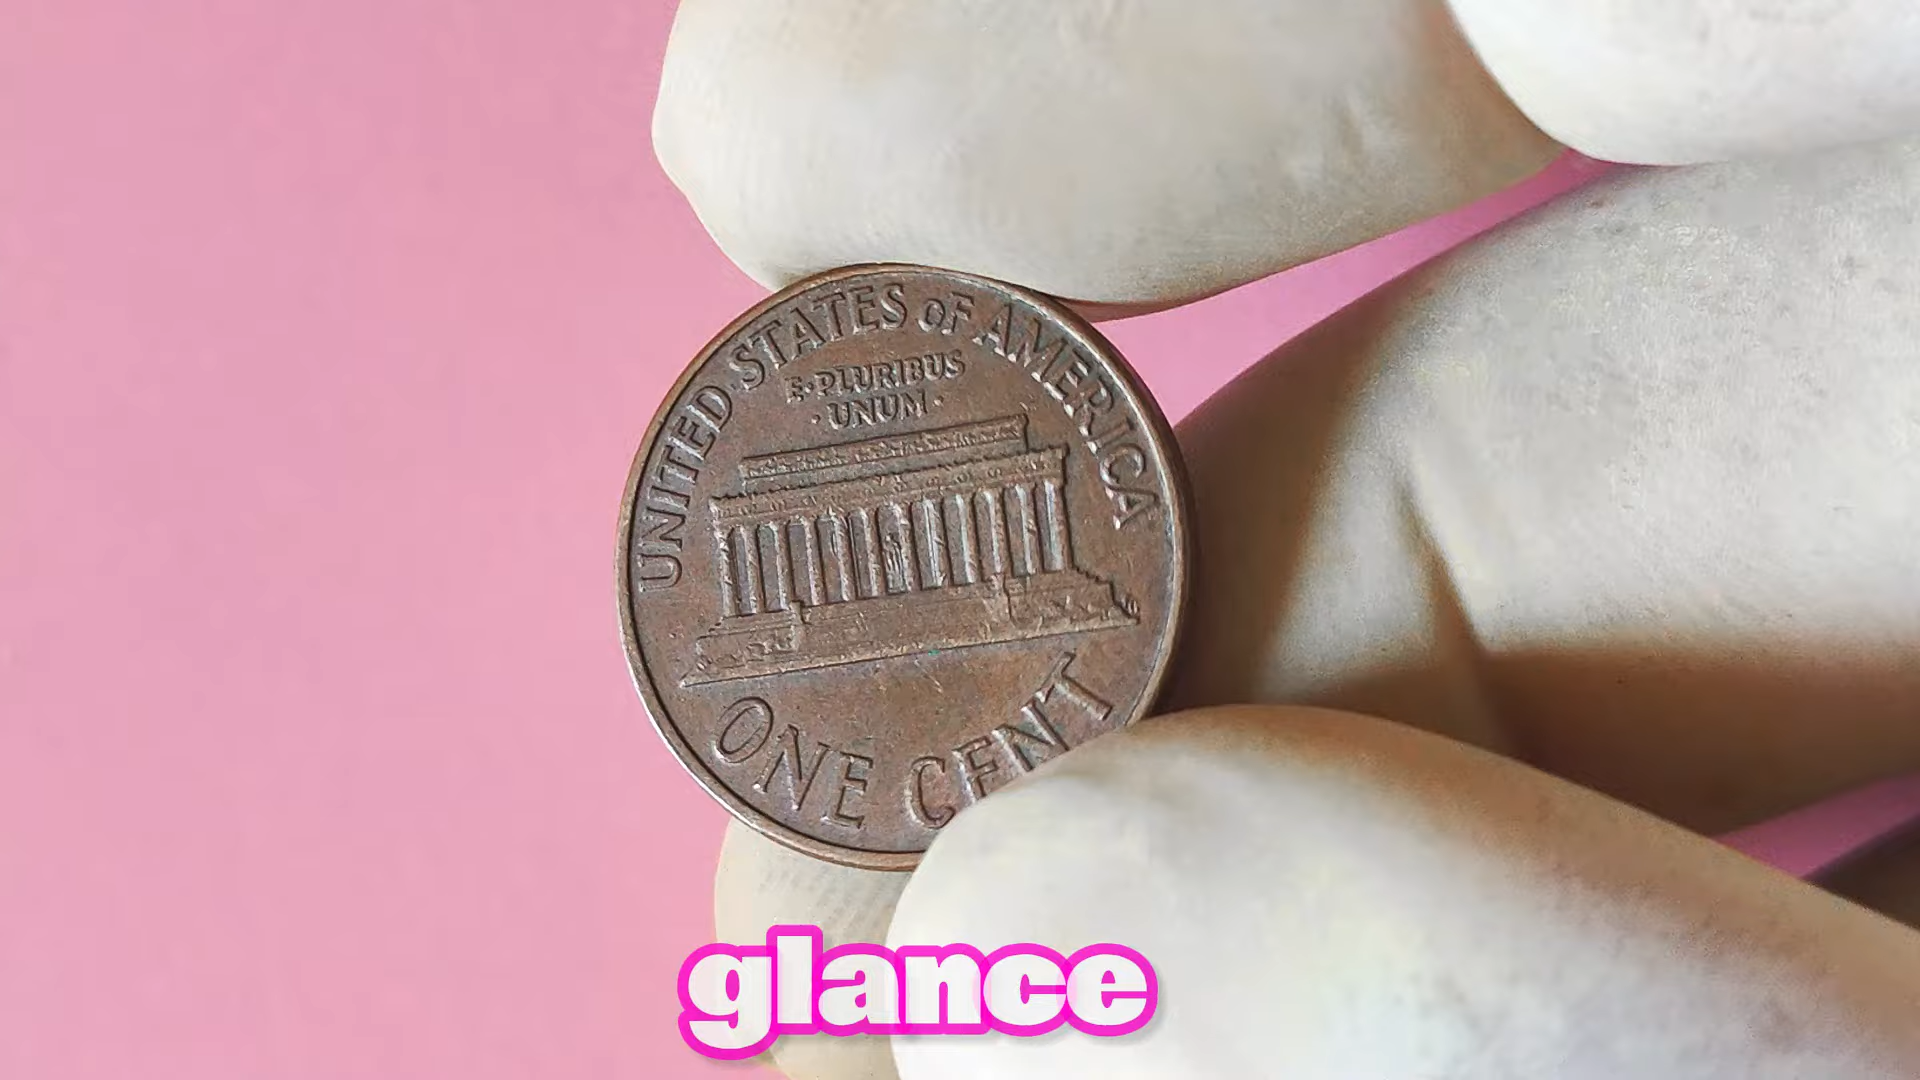 UNITED STATES OF AMERICA
E·PLURIBUS
·UNUM·
ONE CENT
glance